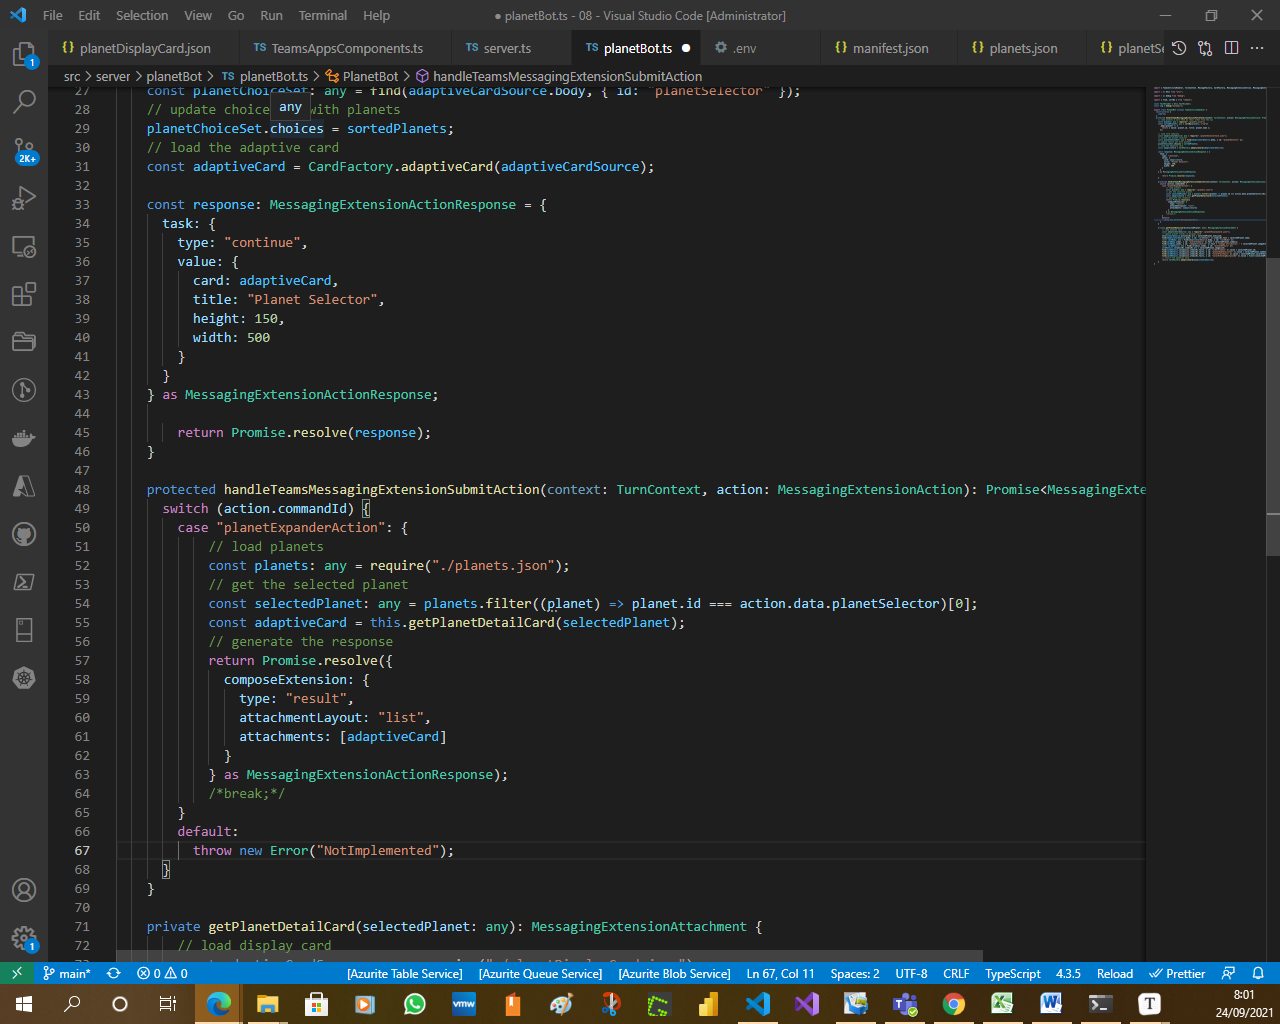 File Edit Selection View Go Run Terminal Help
● planetBot.ts - 08 - Visual Studio Code [Administrator]
{} planetDisplayCard.json
TS TeamsAppsComponents.ts
TS server.ts
TS planetBot.ts ●
.env
{} manifest.json
{} planets.json
{} planetSe
src > server > planetBot > TS planetBot.ts > PlanetBot > handleTeamsMessagingExtensionSubmitAction
27 const planetChoiceSet: any = find(adaptiveCardSource.body, { id: "planetSelector" });
any
28 // update choice with planets
29 planetChoiceSet.choices = sortedPlanets;
30 // load the adaptive card
31 const adaptiveCard = CardFactory.adaptiveCard(adaptiveCardSource);
32
33 const response: MessagingExtensionActionResponse = {
34 task: {
35 type: "continue",
36 value: {
37 card: adaptiveCard,
38 title: "Planet Selector",
39 height: 150,
40 width: 500
41 }
42 }
43 } as MessagingExtensionActionResponse;
44
45 return Promise.resolve(response);
46 }
47
48 protected handleTeamsMessagingExtensionSubmitAction(context: TurnContext, action: MessagingExtensionAction): Promise<MessagingExte
49 switch (action.commandId) {
50 case "planetExpanderAction": {
51 // load planets
52 const planets: any = require("./planets.json");
53 // get the selected planet
54 const selectedPlanet: any = planets.filter((planet) => planet.id === action.data.planetSelector)[0];
55 const adaptiveCard = this.getPlanetDetailCard(selectedPlanet);
56 // generate the response
57 return Promise.resolve({
58 composeExtension: {
59 type: "result",
60 attachmentLayout: "list",
61 attachments: [adaptiveCard]
62 }
63 } as MessagingExtensionActionResponse);
64 /*break;*/
65 }
66 default:
67 throw new Error("NotImplemented");
68 }
69 }
70
71 private getPlanetDetailCard(selectedPlanet: any): MessagingExtensionAttachment {
72 // load display card
1
2K+
1
main* 0 0
[Azurite Table Service] [Azurite Queue Service] [Azurite Blob Service] Ln 67, Col 11 Spaces: 2 UTF-8 CRLF TypeScript 4.3.5 Reload Prettier
vmw
T
8:01
24/09/2021